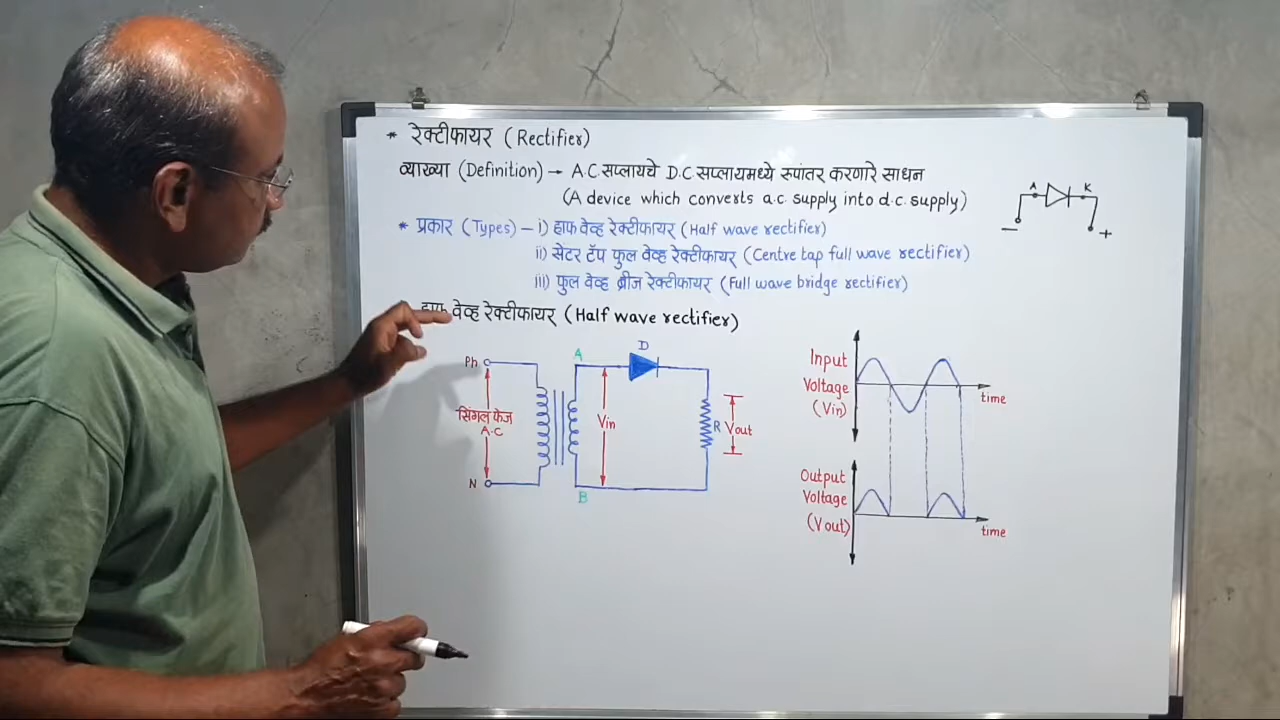 * रेक्टीफायर (Rectifier)
व्याख्या (Definition) → A.C सप्लायचे D.C सप्लायमध्ये रुपांतर करणारे साधन
(A device which converts a.c. supply into d.c. supply)
* प्रकार (Types) – i) हाफ वेव्ह रेक्टीफायर (Half wave rectifier)
ii) सेंटर टॅप फुल वेव्ह रेक्टीफायर (Centre tap full wave rectifier)
iii) फुल वेव्ह ब्रीज रेक्टीफायर (Full wave bridge rectifier)
हाफ वेव्ह रेक्टीफायर (Half wave rectifier)
A K
– +
Ph
सिंगल फेज
A.C
N
A
B
Vin
D
R Vout
Input
Voltage
(Vin)
time
Output
Voltage
(Vout)
time